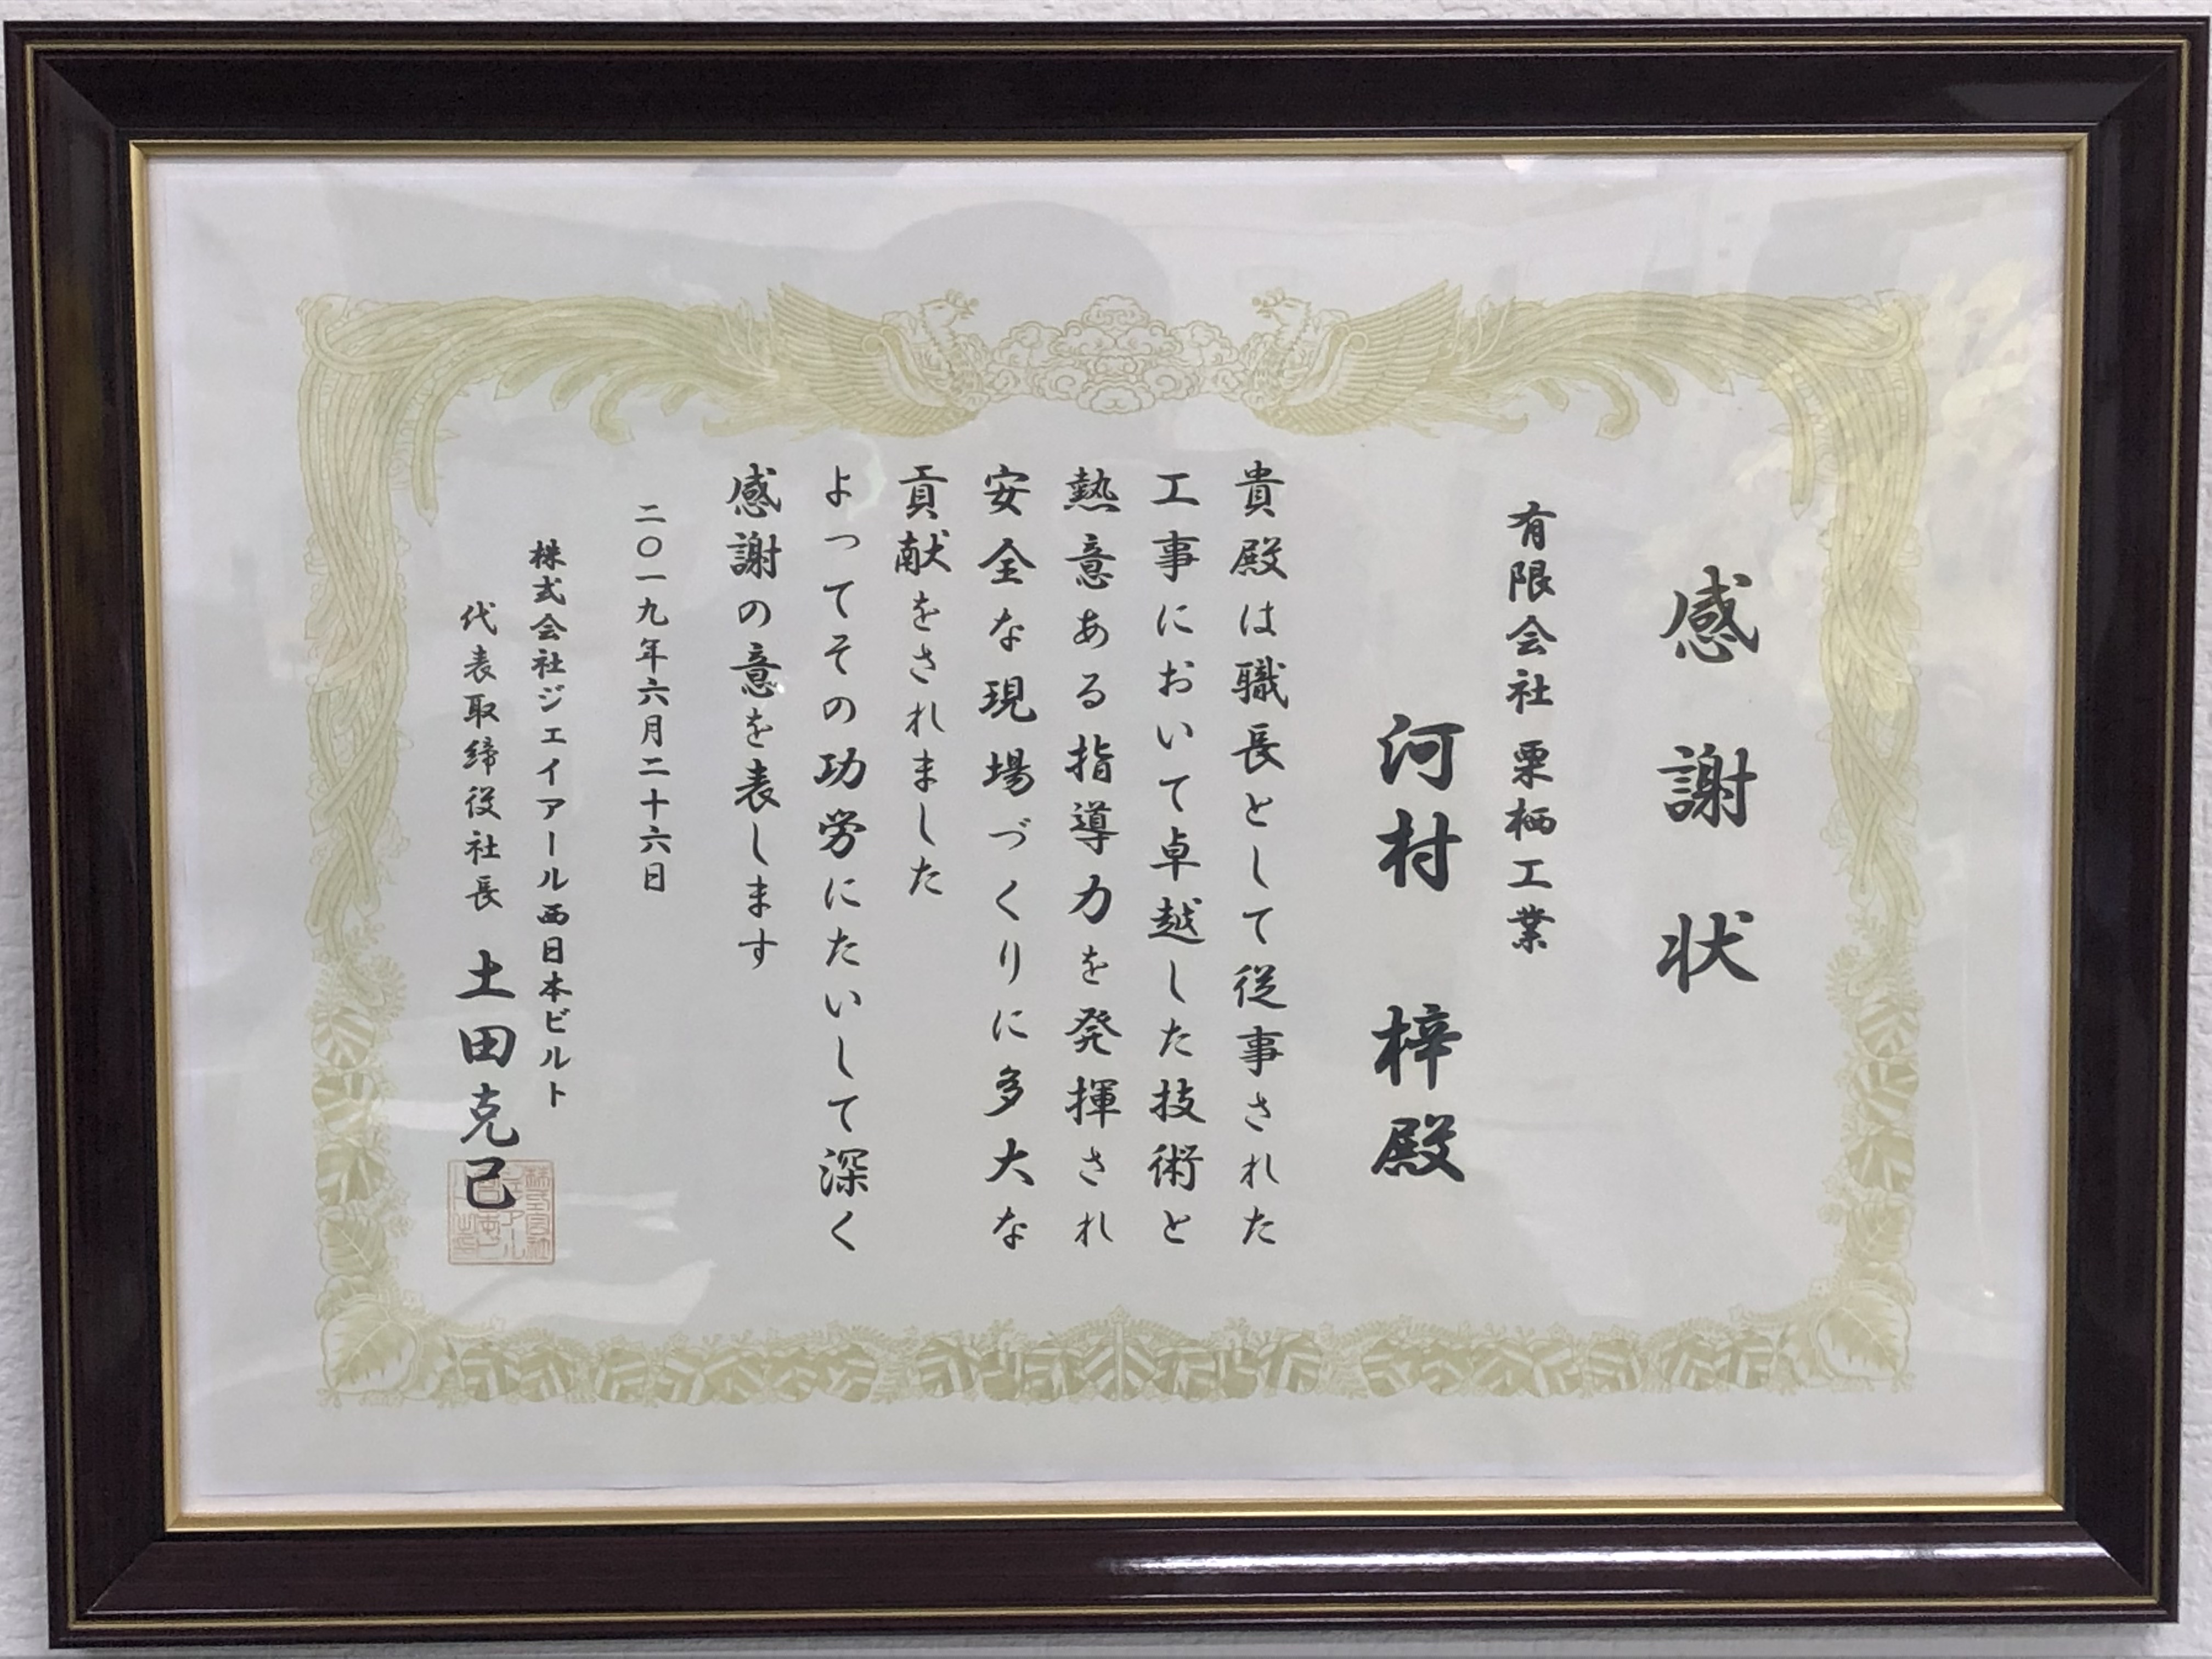 感謝状
有限会社 栗栖工業
河村 梓殿
貴殿は職長として従事された
工事において卓越した技術と
熱意ある指導力を発揮され
安全な現場づくりに多大な
貢献をされました
よってその功労にたいして深く
感謝の意を表します
二〇一九年六月二十六日
株式会社ジェイアール西日本ビルト
代表取締役社長 土田克己